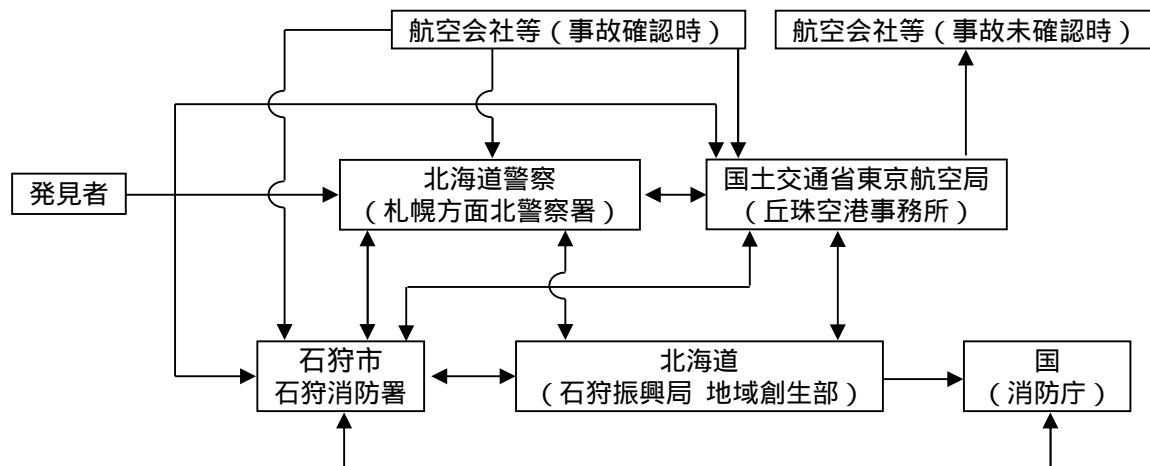 航空会社等（事故確認時）
航空会社等（事故未確認時）
発見者
北海道警察
（札幌方面北警察署）
国土交通省東京航空局
（丘珠空港事務所）
石狩市
石狩消防署
北海道
（石狩振興局 地域創生部）
国
（消防庁）